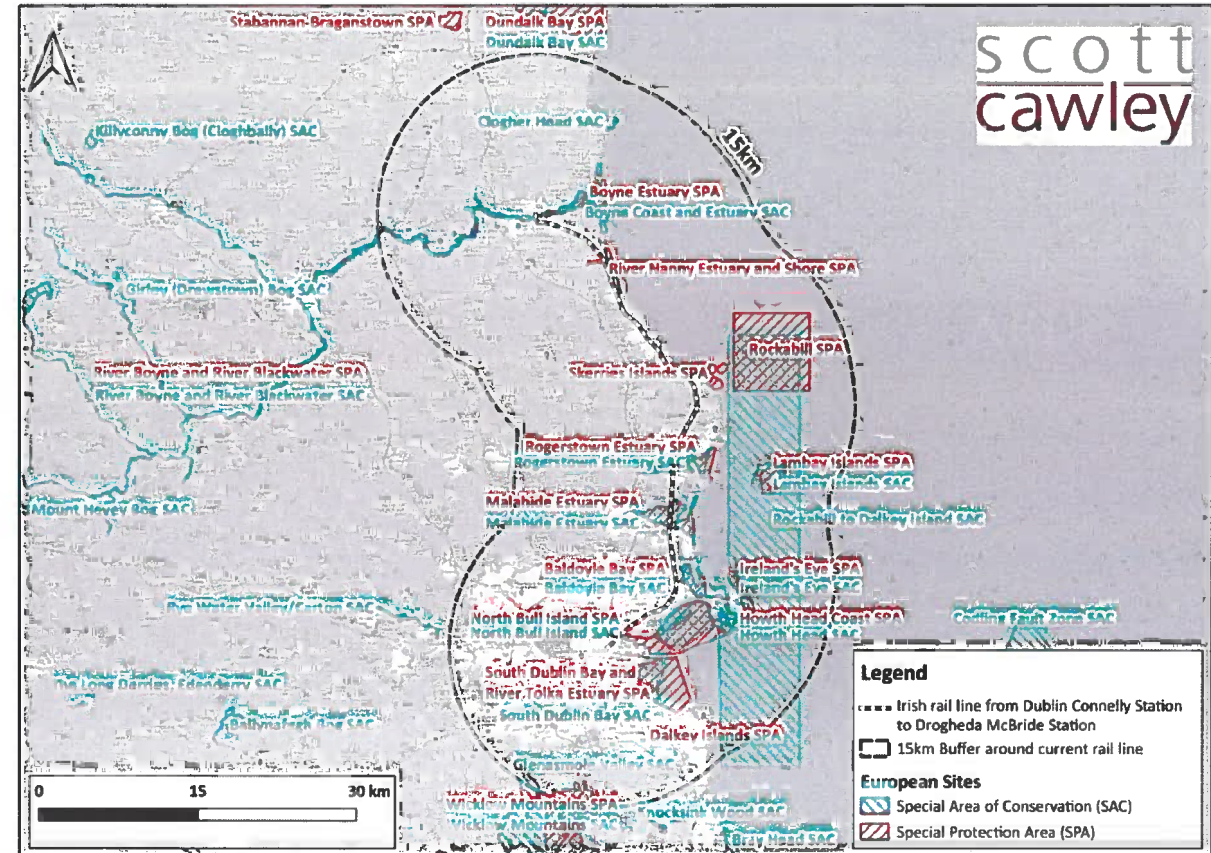 Stabannan-Braganstown SPA
Dundalk Bay SPA
Dundalk Bay SAC
scott
cawley
Killyconny Bog (Cloghbally) SAC
Clogher Head SAC
15km
Boyne Estuary SPA
Boyne Coast and Estuary SAC
River Nanny Estuary and Shore SPA
Girley (Drewstown) Bog SAC
Rockabill SPA
River Boyne and River Blackwater SPA
Skerries Islands SPA
River Boyne and River Blackwater SAC
Rogerstown Estuary SPA
Rogerstown Estuary SAC
Lambay Islands SPA
Lambay Islands SAC
Mount Hevey Bog SAC
Malahide Estuary SPA
Malahide Estuary SAC
Rockabill to Dalkey Island SAC
Baldoyle Bay SPA
Baldoyle Bay SAC
Ireland's Eye SPA
Ireland's Eye SAC
Rye Water Valley/Carton SAC
North Bull Island SPA
North Bull Island SAC
Howth Head Coast SPA
Howth Head SAC
Codling Fault Zone SAC
Long Derries, Edenderry SAC
South Dublin Bay and
River Tolka Estuary SPA
South Dublin Bay SAC
Ballynafagh SAC
Dalkey Islands SPA
Glenasmole Valley SAC
Wicklow Mountains SPA
Wicklow Mountains SAC
nocksink Wood SAC
Bray Head SAC
0 15 30 km
Legend
Irish rail line from Dublin Connelly Station
to Drogheda McBride Station
15km Buffer around current rail line
European Sites
Special Area of Conservation (SAC)
Special Protection Area (SPA)